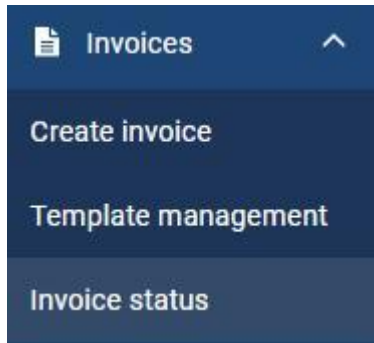 Invoices
Create invoice
Template management
Invoice status